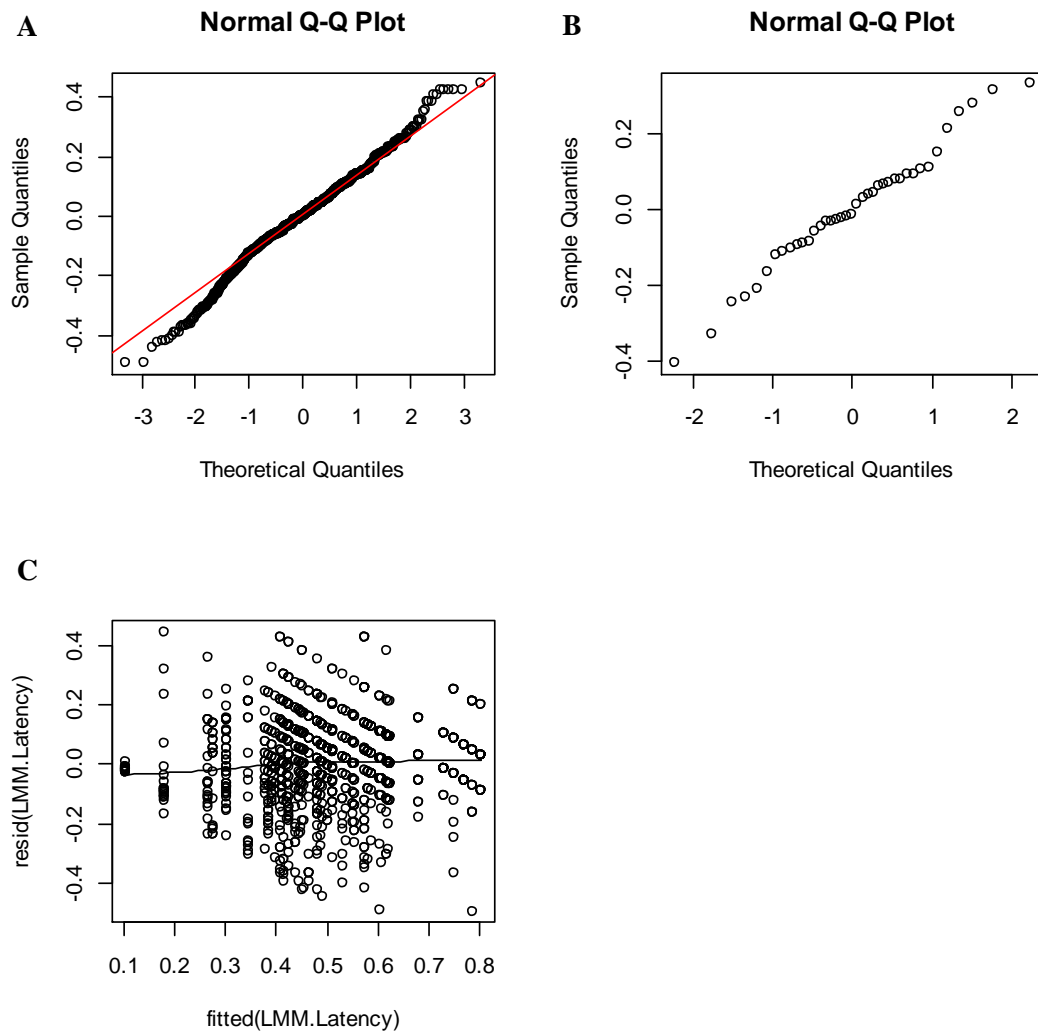 A
Normal Q-Q Plot
0.4
0.2
0.0
-0.2
-0.4
Sample Quantiles
-3 -2 -1 0 1 2 3
Theoretical Quantiles
B
Normal Q-Q Plot
0.2
0.0
-0.2
-0.4
Sample Quantiles
-2 -1 0 1 2
Theoretical Quantiles
C
0.4
0.2
0.0
-0.2
-0.4
resid(LMM.Latency)
0.1 0.2 0.3 0.4 0.5 0.6 0.7 0.8
fitted(LMM.Latency)